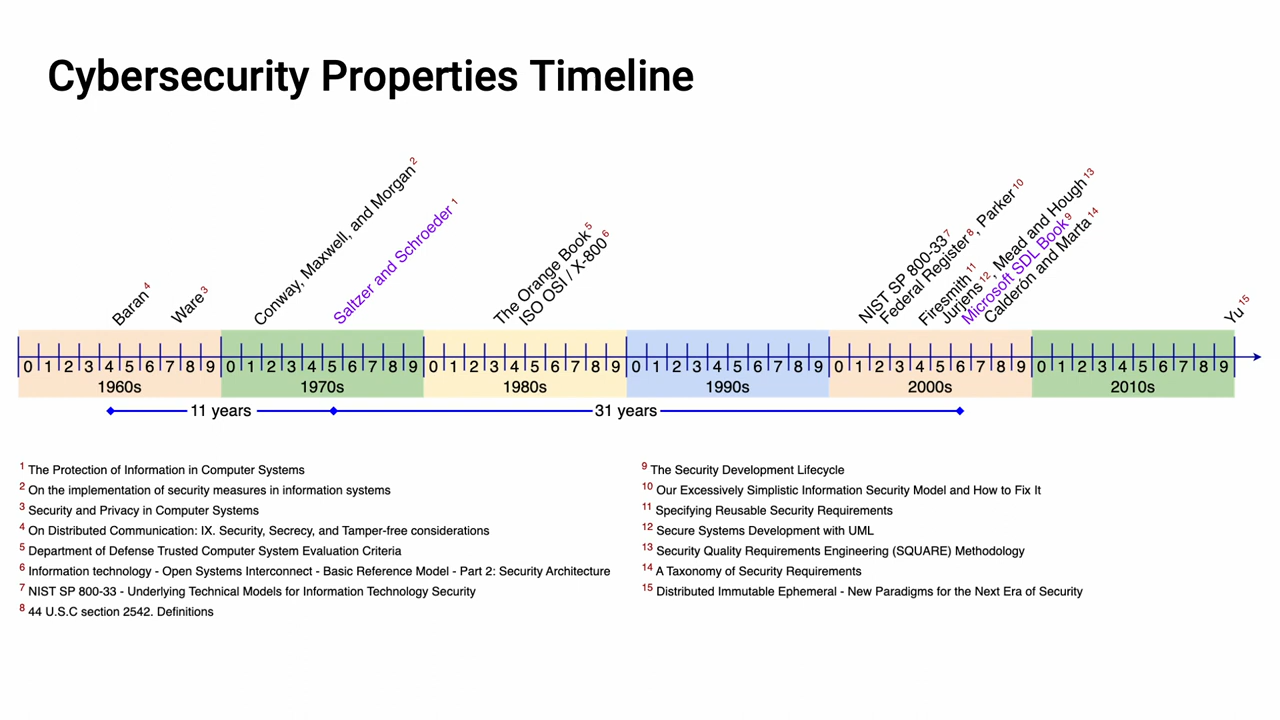 Cybersecurity Properties Timeline
Baran 4
Ware 3
Conway, Maxwell, and Morgan 2
Saltzer and Schroeder 1
The Orange Book 5
ISO OSI / X-800 6
NIST SP 800-33 7
Federal Register 8, Parker 10
Firesmith 11
Jurjens 12, Mead and Hough 13
Microsoft SDL Book 9
Calderón and Marta 14
Yu 15
0 1 2 3 4 5 6 7 8 9 0 1 2 3 4 5 6 7 8 9 0 1 2 3 4 5 6 7 8 9 0 1 2 3 4 5 6 7 8 9 0 1 2 3 4 5 6 7 8 9 0 1 2 3 4 5 6 7 8 9
1960s 1970s 1980s 1990s 2000s 2010s
11 years 31 years
1 The Protection of Information in Computer Systems
2 On the implementation of security measures in information systems
3 Security and Privacy in Computer Systems
4 On Distributed Communication: IX. Security, Secrecy, and Tamper-free considerations
5 Department of Defense Trusted Computer System Evaluation Criteria
6 Information technology - Open Systems Interconnect - Basic Reference Model - Part 2: Security Architecture
7 NIST SP 800-33 - Underlying Technical Models for Information Technology Security
8 44 U.S.C section 2542. Definitions
9 The Security Development Lifecycle
10 Our Excessively Simplistic Information Security Model and How to Fix It
11 Specifying Reusable Security Requirements
12 Secure Systems Development with UML
13 Security Quality Requirements Engineering (SQUARE) Methodology
14 A Taxonomy of Security Requirements
15 Distributed Immutable Ephemeral - New Paradigms for the Next Era of Security